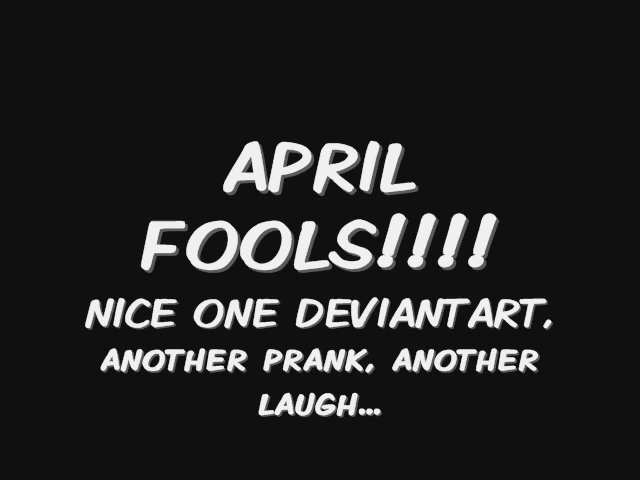 APRIL
FOOLS!!!!
NICE ONE DEVIANTART,
ANOTHER PRANK, ANOTHER
LAUGH...